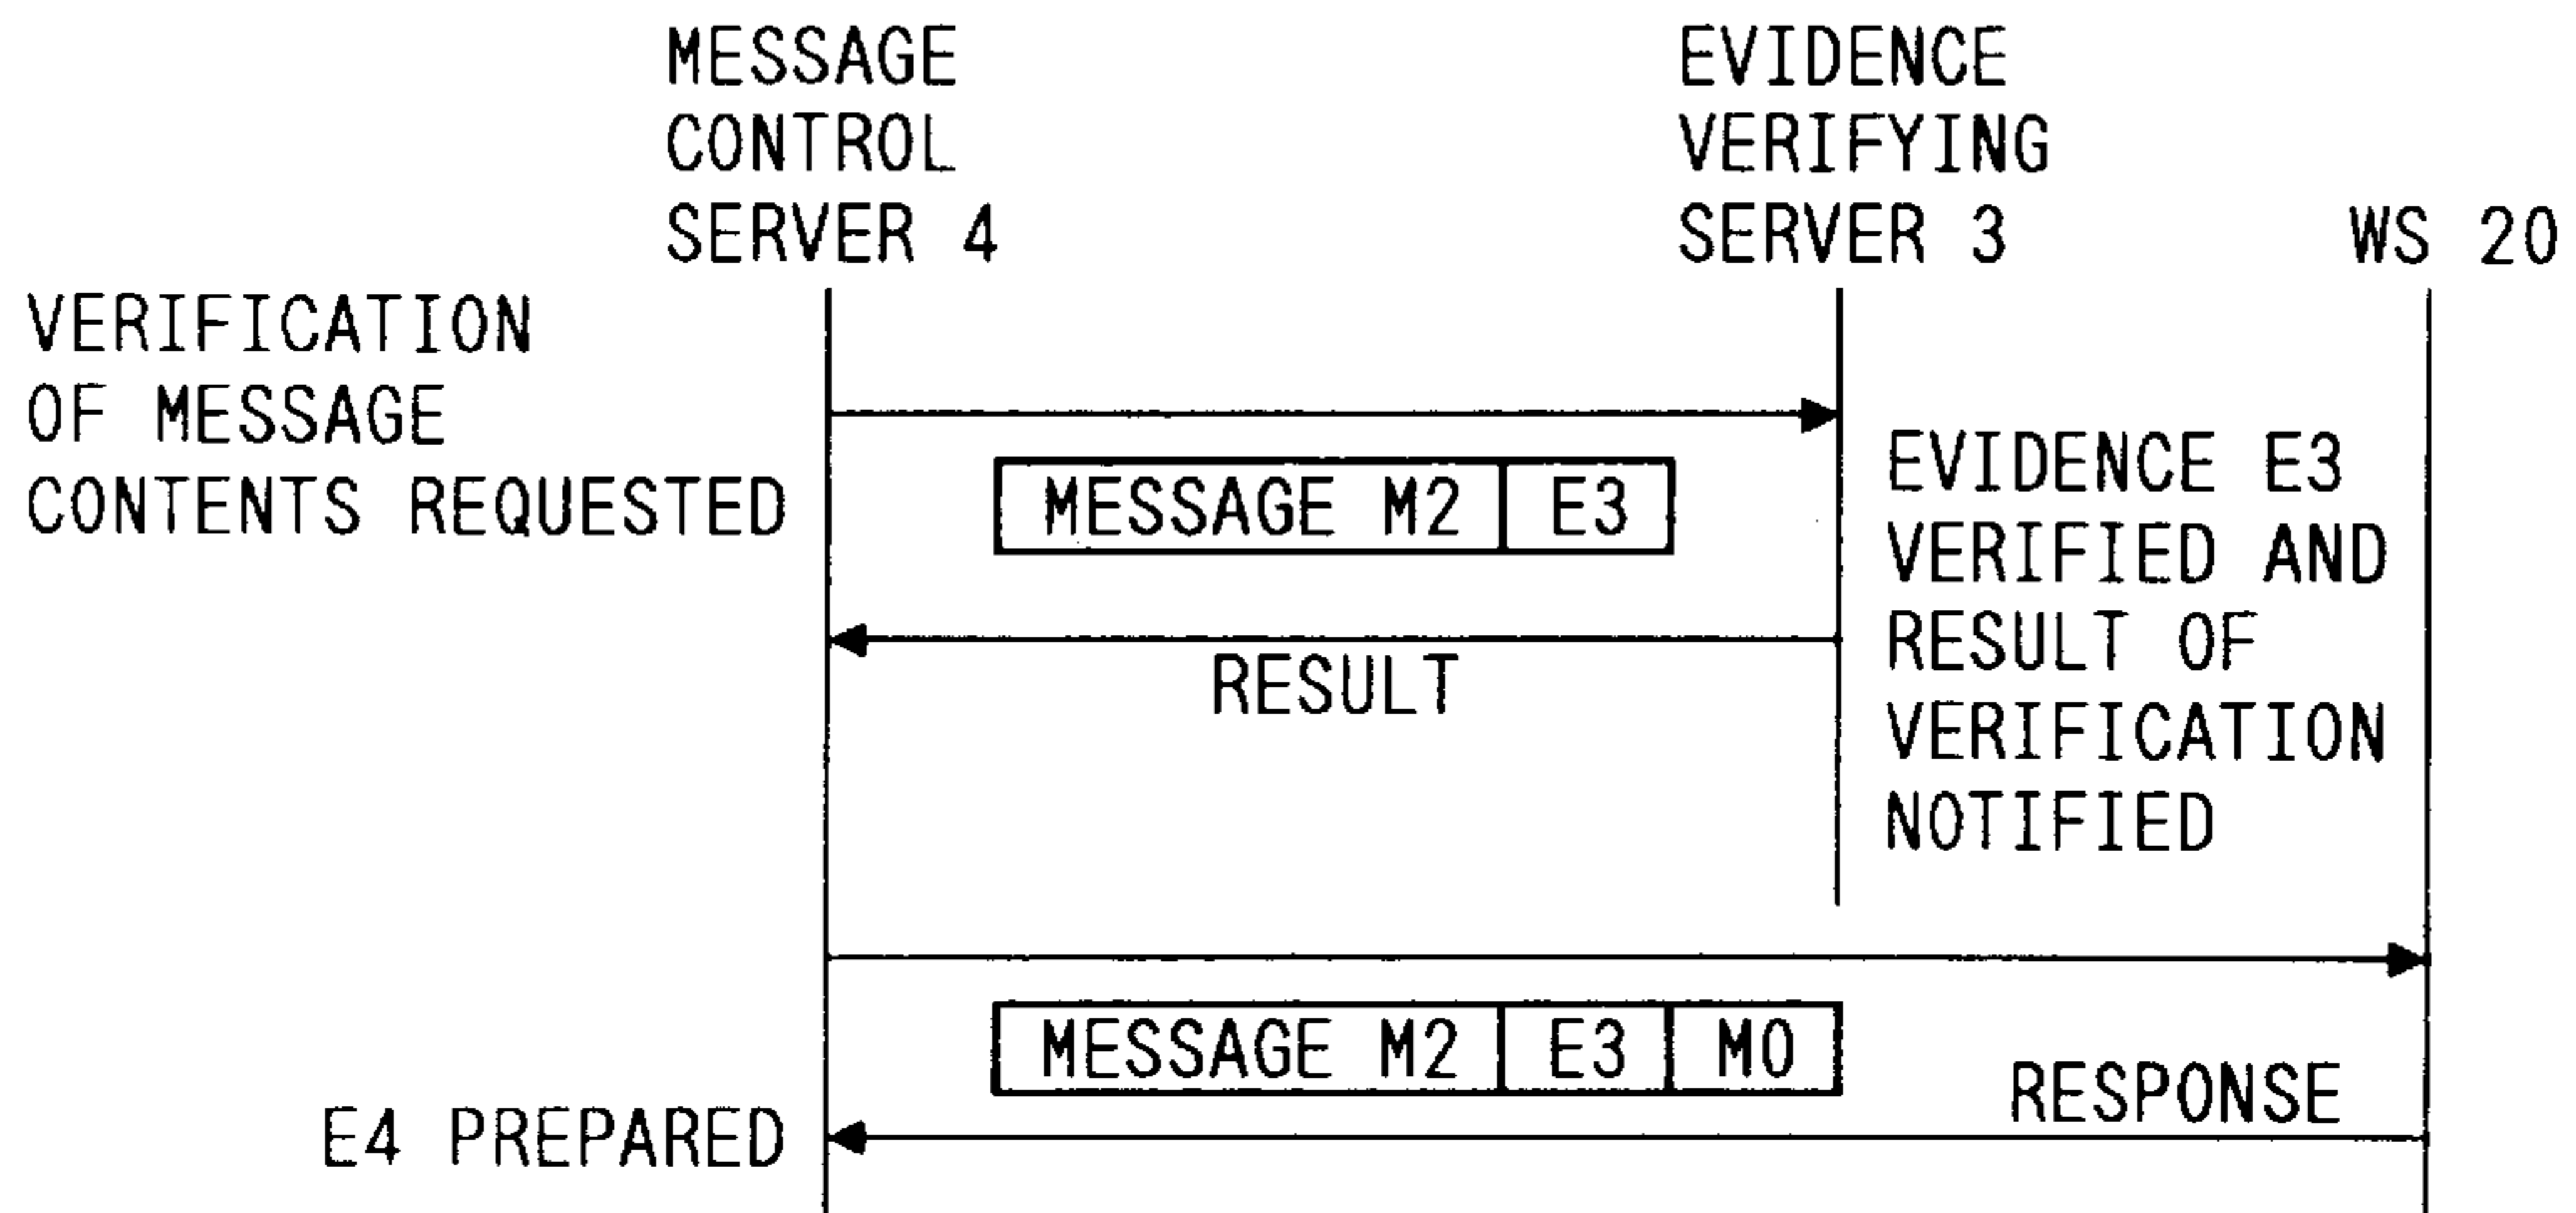 MESSAGE
CONTROL
SERVER 4
EVIDENCE
VERIFYING
SERVER 3
WS 20
VERIFICATION
OF MESSAGE
CONTENTS REQUESTED
MESSAGE M2 E3
EVIDENCE E3
VERIFIED AND
RESULT OF
VERIFICATION
NOTIFIED
RESULT
MESSAGE M2 E3 M0
RESPONSE
E4 PREPARED